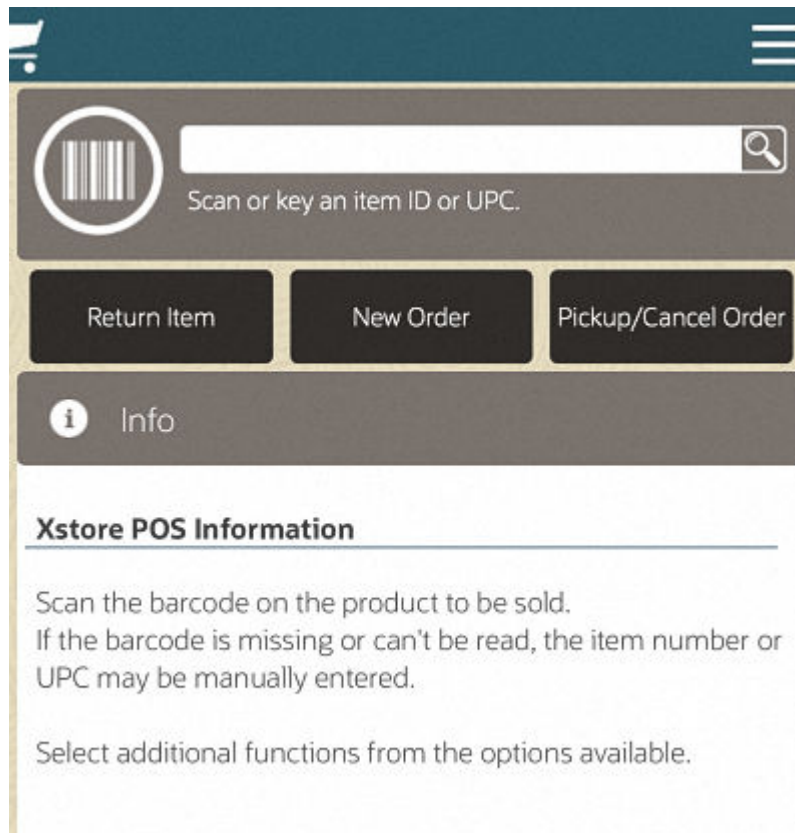 Scan or key an item ID or UPC.
Return Item
New Order
Pickup/Cancel Order
i Info
Xstore POS Information
Scan the barcode on the product to be sold.
If the barcode is missing or can't be read, the item number or
UPC may be manually entered.
Select additional functions from the options available.